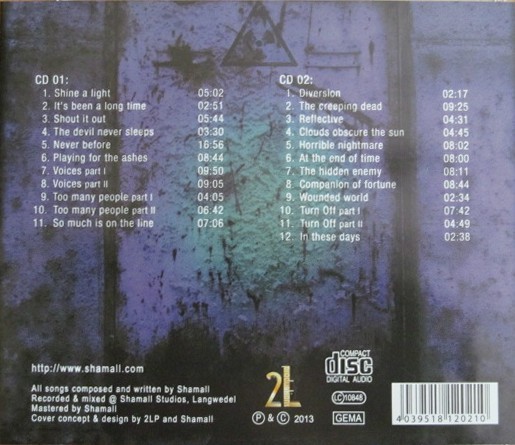 CD 01:
1. Shine a light 05:02
2. It's been a long time 02:51
3. Shout it out 05:44
4. The devil never sleeps 03:30
5. Never before 16:56
6. Playing for the ashes 08:44
7. Voices part I 09:50
8. Voices part II 09:05
9. Too many people part I 04:05
10. Too many people part II 06:42
11. So much is on the line 07:06
CD 02:
1. Diversion 02:17
2. The creeping dead 09:25
3. Reflective 04:31
4. Clouds obscure the sun 04:45
5. Horrible nightmare 08:02
6. At the end of time 08:00
7. The hidden enemy 08:11
8. Companion of fortune 08:44
9. Wounded world 02:34
10. Turn Off part I 07:42
11. Turn Off part II 04:49
12. In these days 02:38
http://www.shamall.com
All songs composed and written by Shamall
Recorded & mixed @ Shamall Studios, Langwedel
Mastered by Shamall
Cover concept & design by 2LP and Shamall
℗ & © 2013
COMPACT
disc
DIGITAL AUDIO
LC10848
GEMA
4039518120210